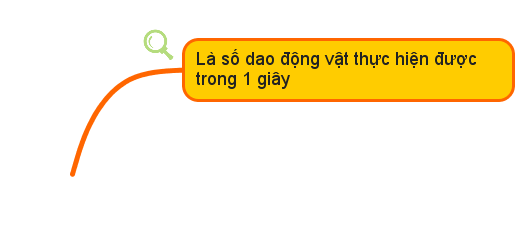 Là số dao động vật thực hiện được
trong 1 giây